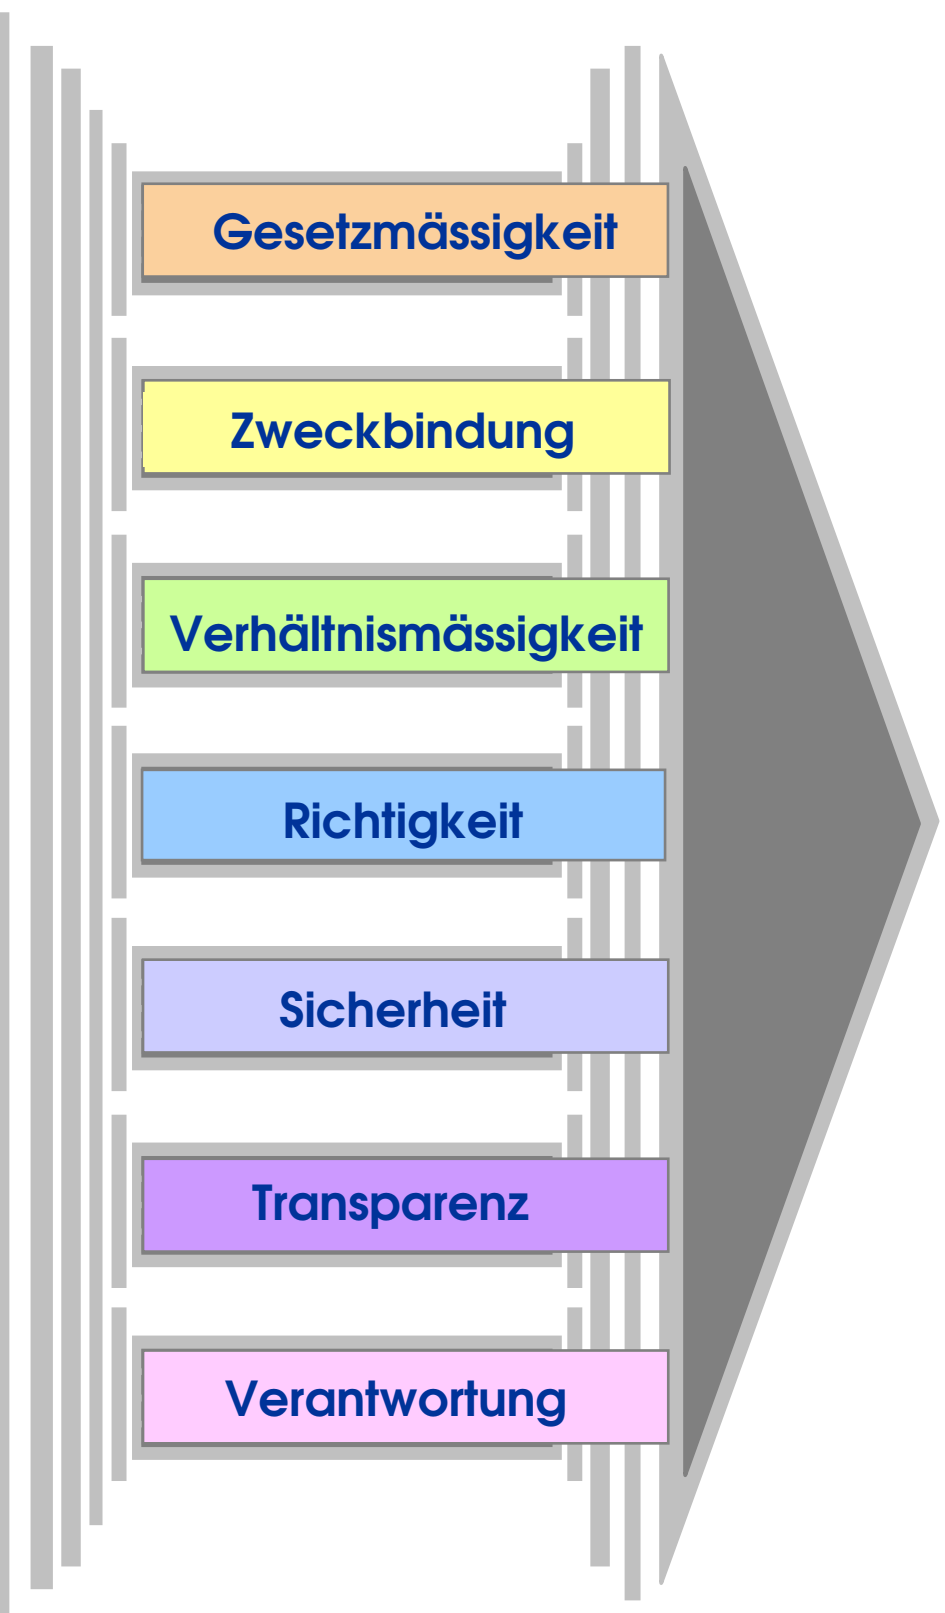 Gesetzmässigkeit
Zweckbindung
Verhältnismässigkeit
Richtigkeit
Sicherheit
Transparenz
Verantwortung